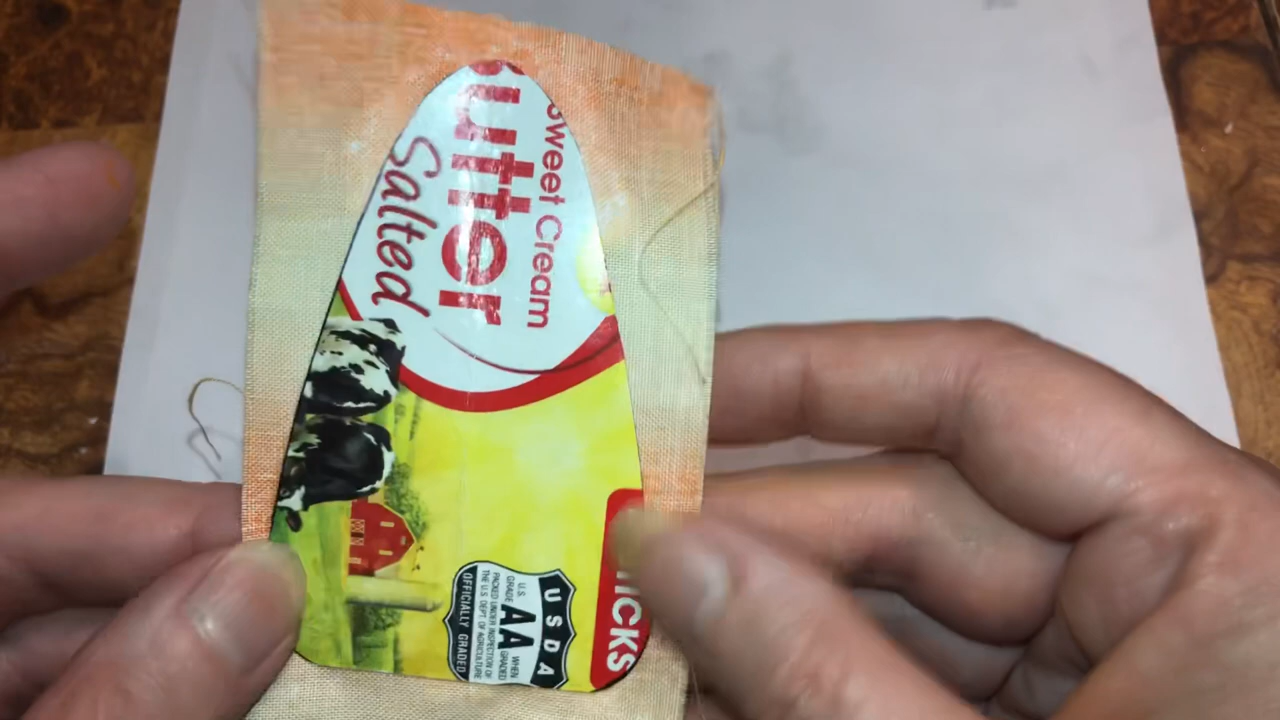 Sweet Cream
utter
Salted
ICKS
USDA
U.S.
GRADE
AA
WHEN
GRADED
PACKED UNDER INSPECTION OF
THE U.S. DEPT. OF AGRICULTURE
OFFICIALLY GRADED